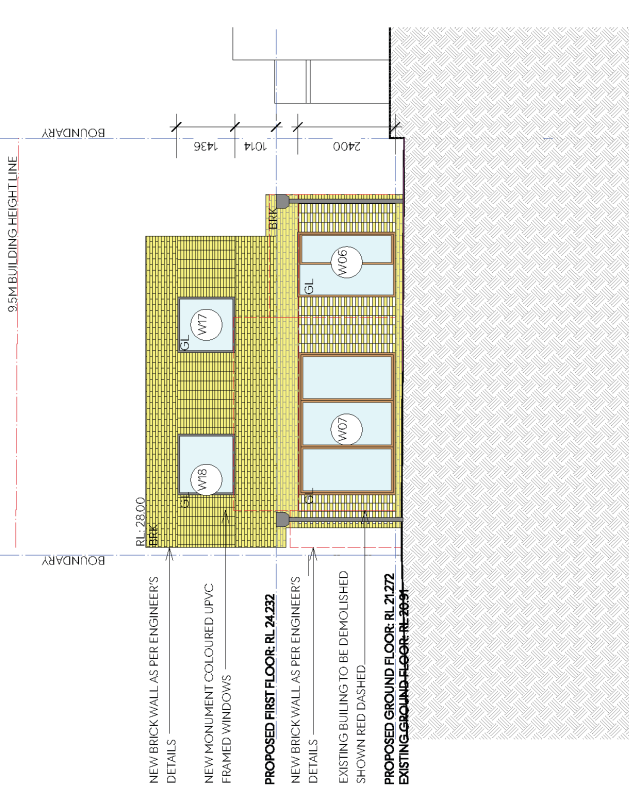 9.5M BUILDING HEIGHT LINE
BOUNDARY
BOUNDARY
1436
1014
2400
RL: 28.00
BRK
BRK
GL
W18
GL
W17
GL
W07
GL
W06
NEW BRICK WALL AS PER ENGINEER'S
DETAILS
NEW MONUMENT COLOURED UPVC
FRAMED WINDOWS
PROPOSED FIRST FLOOR: RL 24.232
NEW BRICK WALL AS PER ENGINEER'S
DETAILS
EXISTING BUILING TO BE DEMOLISHED
SHOWN RED DASHED
PROPOSED GROUND FLOOR: RL 21.272
EXISTING GROUND FLOOR: RL 20.91